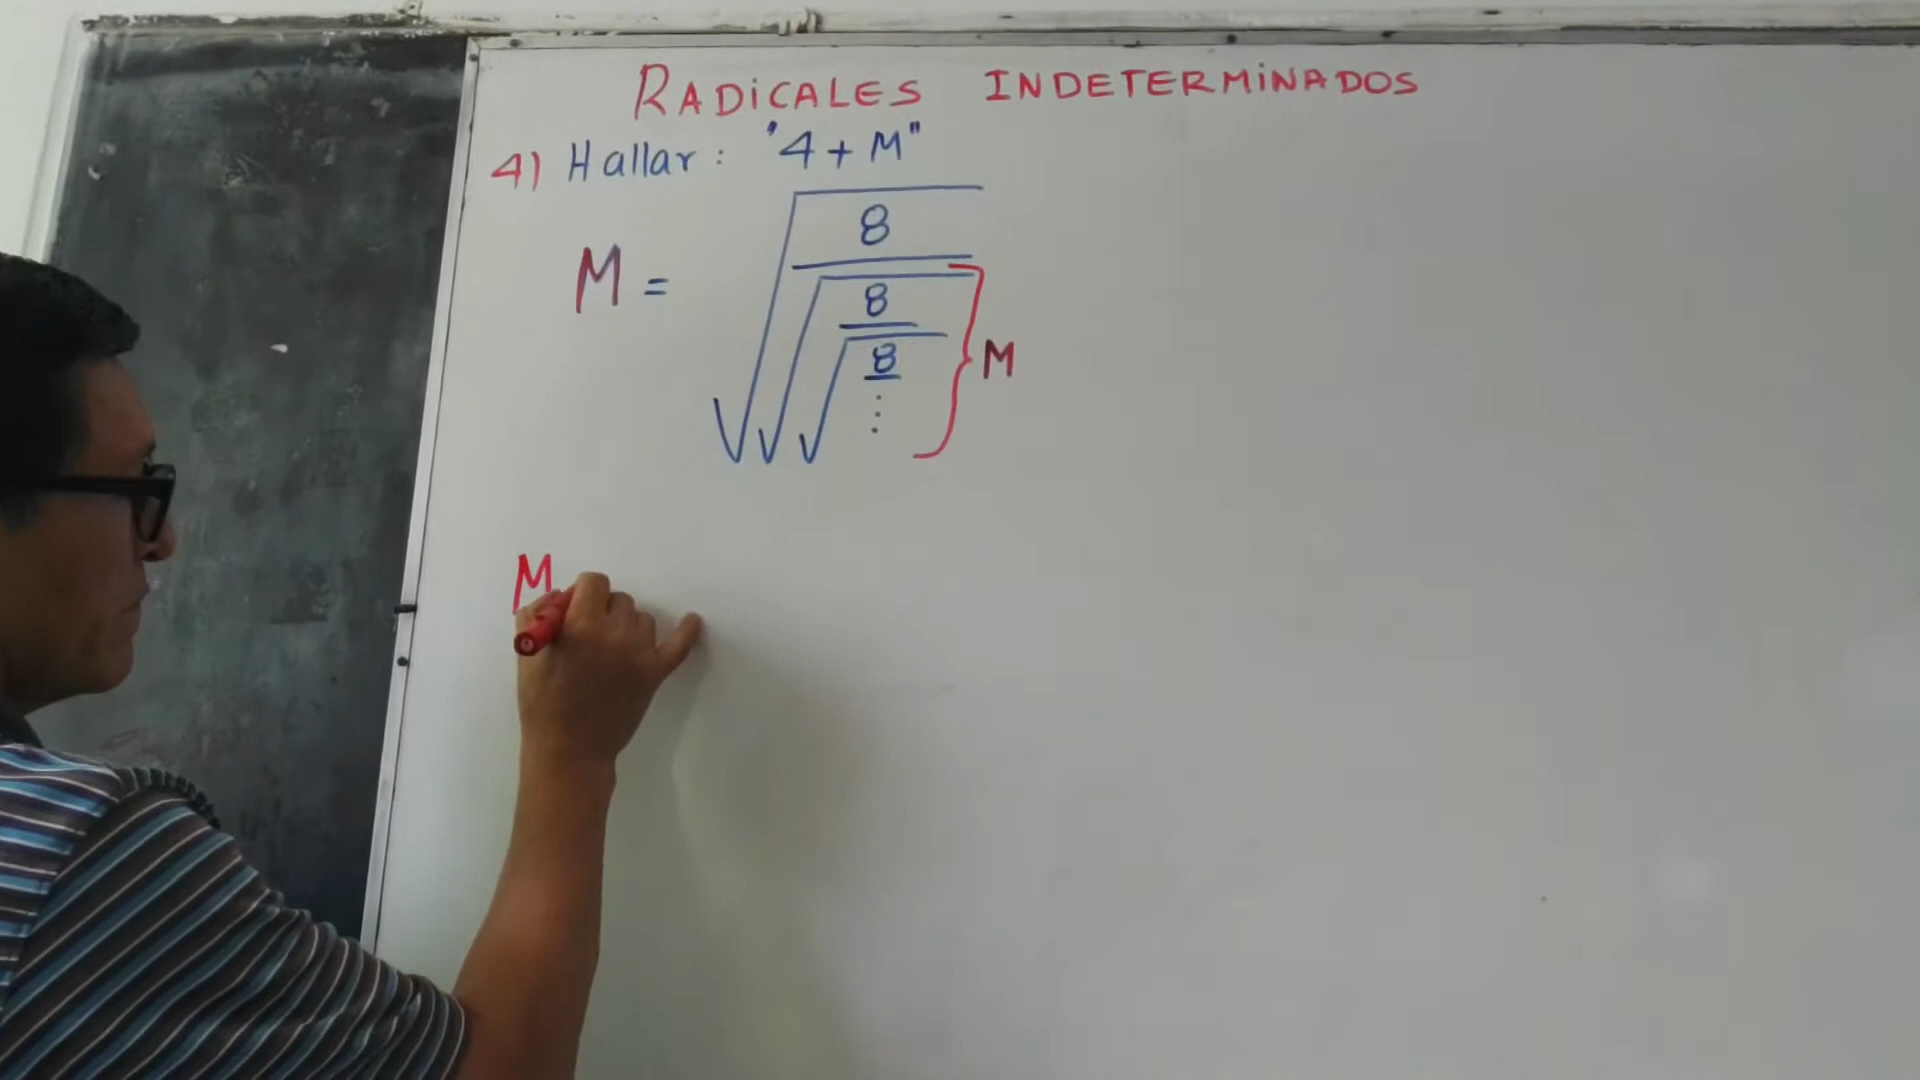 RADICALES INDETERMINADOS
4) Hallar: "4 + M"
M = √(8/√(8/√(8/⋮
M
M